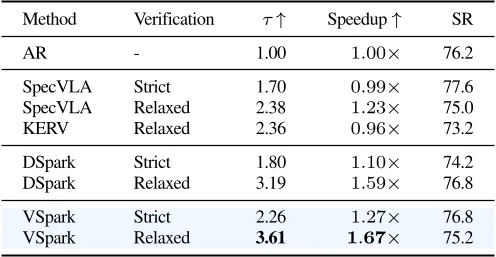 Method Verification τ ↑ Speedup ↑ SR
AR - 1.00 1.00× 76.2
SpecVLA Strict 1.70 0.99× 77.6
SpecVLA Relaxed 2.38 1.23× 75.0
KERV Relaxed 2.36 0.96× 73.2
DSpark Strict 1.80 1.10× 74.2
DSpark Relaxed 3.19 1.59× 76.8
VSpark Strict 2.26 1.27× 76.8
VSpark Relaxed 3.61 1.67× 75.2